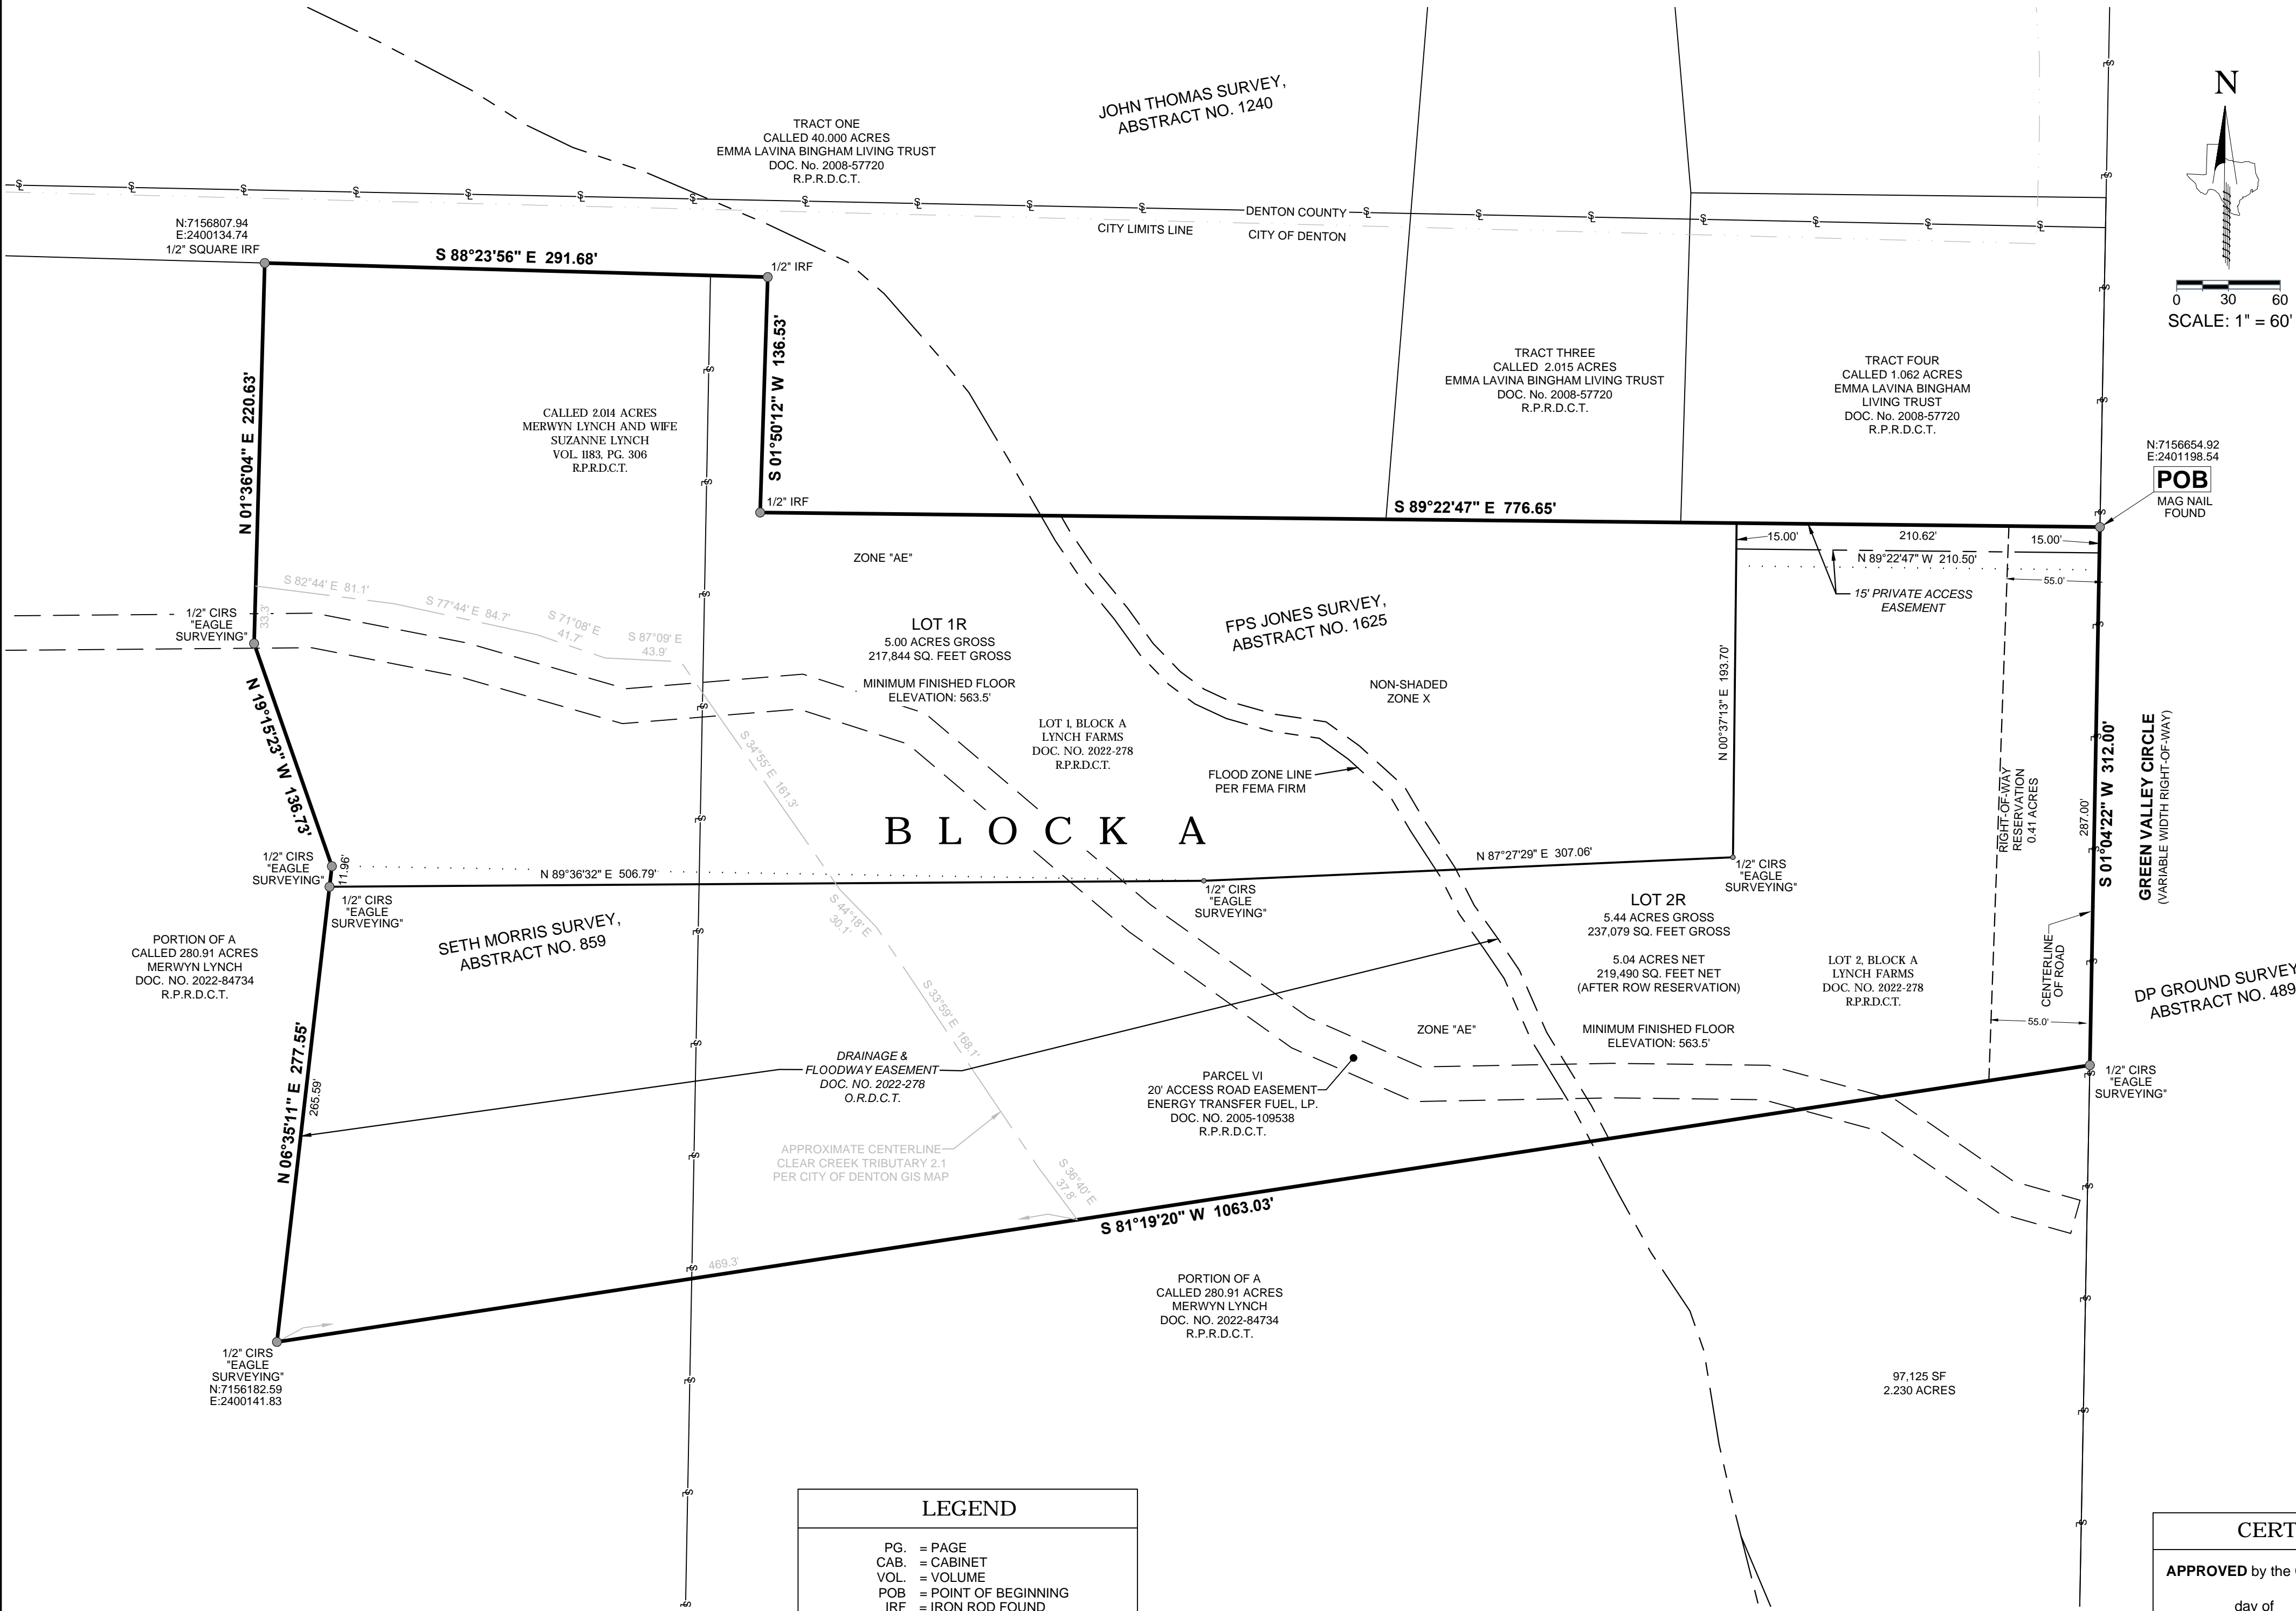 JOHN THOMAS SURVEY,
ABSTRACT NO. 1240
N
0 30 60
SCALE: 1" = 60'
TRACT ONE
CALLED 40.000 ACRES
EMMA LAVINA BINGHAM LIVING TRUST
DOC. No. 2008-57720
R.P.R.D.C.T.
DENTON COUNTY
CITY LIMITS LINE
CITY OF DENTON
N:7156807.94
E:2400134.74
1/2" SQUARE IRF
S 88°23'56" E 291.68'
1/2" IRF
S 01°50'12" W 136.53'
1/2" IRF
N 01°36'04" E 220.63'
CALLED 2.014 ACRES
MERWYN LYNCH AND WIFE
SUZANNE LYNCH
VOL. 1183, PG. 306
R.P.R.D.C.T.
TRACT THREE
CALLED 2.015 ACRES
EMMA LAVINA BINGHAM LIVING TRUST
DOC. No. 2008-57720
R.P.R.D.C.T.
TRACT FOUR
CALLED 1.062 ACRES
EMMA LAVINA BINGHAM
LIVING TRUST
DOC. No. 2008-57720
R.P.R.D.C.T.
N:7156654.92
E:2401198.54
POB
MAG NAIL
FOUND
S 89°22'47" E 776.65'
15.00'
210.62'
15.00'
N 89°22'47" W 210.50'
55.0'
15' PRIVATE ACCESS
EASEMENT
ZONE "AE"
S 82°44' E 81.1'
S 77°44' E 84.7'
S 71°08' E
41.7'
S 87°09' E
43.9'
33.3'
1/2" CIRS
"EAGLE
SURVEYING"
LOT 1R
5.00 ACRES GROSS
217,844 SQ. FEET GROSS
MINIMUM FINISHED FLOOR
ELEVATION: 563.5'
FPS JONES SURVEY,
ABSTRACT NO. 1625
NON-SHADED
ZONE X
N 00°37'13" E 193.70'
LOT 1, BLOCK A
LYNCH FARMS
DOC. NO. 2022-278
R.P.R.D.C.T.
FLOOD ZONE LINE
PER FEMA FIRM
N 19°15'23" W 136.73'
S 34°55' E 161.3'
BLOCK A
RIGHT-OF-WAY
RESERVATION
0.41 ACRES
287.00'
S 01°04'22" W 312.00'
GREEN VALLEY CIRCLE
(VARIABLE WIDTH RIGHT-OF-WAY)
1/2" CIRS
"EAGLE
SURVEYING"
11.96'
N 89°36'32" E 506.79'
N 87°27'29" E 307.06'
1/2" CIRS
"EAGLE
SURVEYING"
1/2" CIRS
"EAGLE
SURVEYING"
1/2" CIRS
"EAGLE
SURVEYING"
SETH MORRIS SURVEY,
ABSTRACT NO. 859
S 44°18' E
30.1'
LOT 2R
5.44 ACRES GROSS
237,079 SQ. FEET GROSS
5.04 ACRES NET
219,490 SQ. FEET NET
(AFTER ROW RESERVATION)
MINIMUM FINISHED FLOOR
ELEVATION: 563.5'
LOT 2, BLOCK A
LYNCH FARMS
DOC. NO. 2022-278
R.P.R.D.C.T.
CENTERLINE
OF ROAD
55.0'
DP GROUND SURVEY
ABSTRACT NO. 489
PORTION OF A
CALLED 280.91 ACRES
MERWYN LYNCH
DOC. NO. 2022-84734
R.P.R.D.C.T.
S 33°59' E 168.1'
ZONE "AE"
N 06°35'11" E 277.55'
265.59'
DRAINAGE &
FLOODWAY EASEMENT
DOC. NO. 2022-278
O.R.D.C.T.
PARCEL VI
20' ACCESS ROAD EASEMENT
ENERGY TRANSFER FUEL, LP.
DOC. NO. 2005-109538
R.P.R.D.C.T.
1/2" CIRS
"EAGLE
SURVEYING"
APPROXIMATE CENTERLINE
CLEAR CREEK TRIBUTARY 2.1
PER CITY OF DENTON GIS MAP
S 36°40' E
37.8'
S 81°19'20" W 1063.03'
469.3'
PORTION OF A
CALLED 280.91 ACRES
MERWYN LYNCH
DOC. NO. 2022-84734
R.P.R.D.C.T.
1/2" CIRS
"EAGLE
SURVEYING"
N:7156182.59
E:2400141.83
97,125 SF
2.230 ACRES
LEGEND
PG. = PAGE
CAB. = CABINET
VOL. = VOLUME
POB = POINT OF BEGINNING
IRF = IRON ROD FOUND
CERT
APPROVED by the
day of